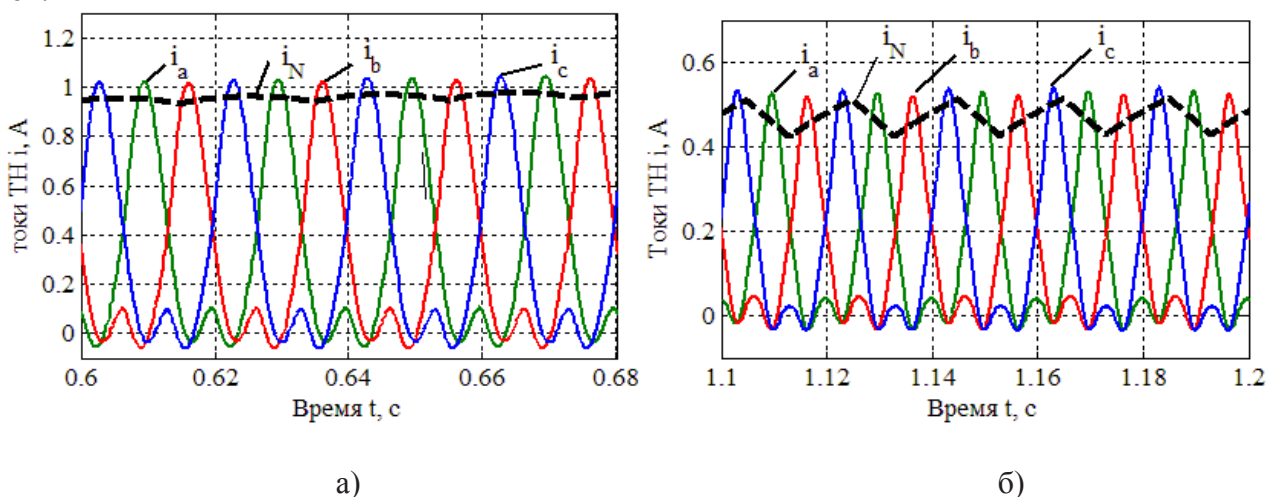 1.2
1
0.8
0.6
0.4
0.2
0
токи ТН i, А
i_a
i_N
i_b
i_c
0.6
0.62
0.64
0.66
0.68
Время t, с
а)
0.6
0.4
0.2
0
Токи ТН i, А
i_a
i_N
i_b
i_c
1.1
1.12
1.14
1.16
1.18
1.2
Время t, с
б)